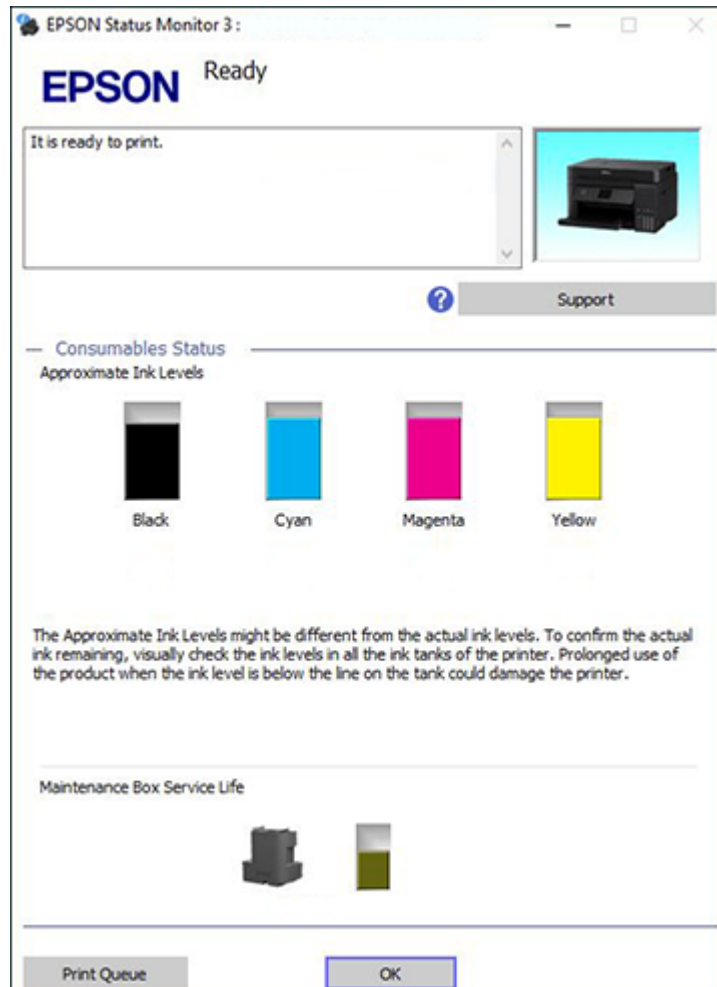 EPSON Status Monitor 3 :
EPSON
Ready
It is ready to print.
Support
Consumables Status
Approximate Ink Levels
Black
Cyan
Magenta
Yellow
The Approximate Ink Levels might be different from the actual ink levels. To confirm the actual
ink remaining, visually check the ink levels in all the ink tanks of the printer. Prolonged use of
the product when the ink level is below the line on the tank could damage the printer.
Maintenance Box Service Life
Print Queue
OK